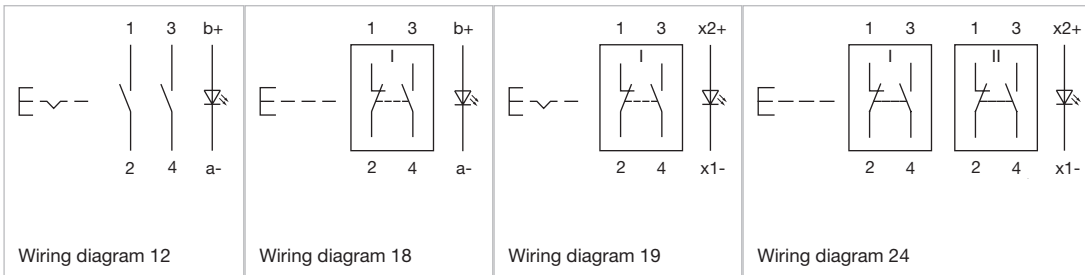 1 3 b+
2 4 a-
Wiring diagram 12
1 3 b+
I
2 4 a-
Wiring diagram 18
1 3 x2+
I
2 4 x1-
Wiring diagram 19
1 3 1 3 x2+
I II
2 4 2 4 x1-
Wiring diagram 24